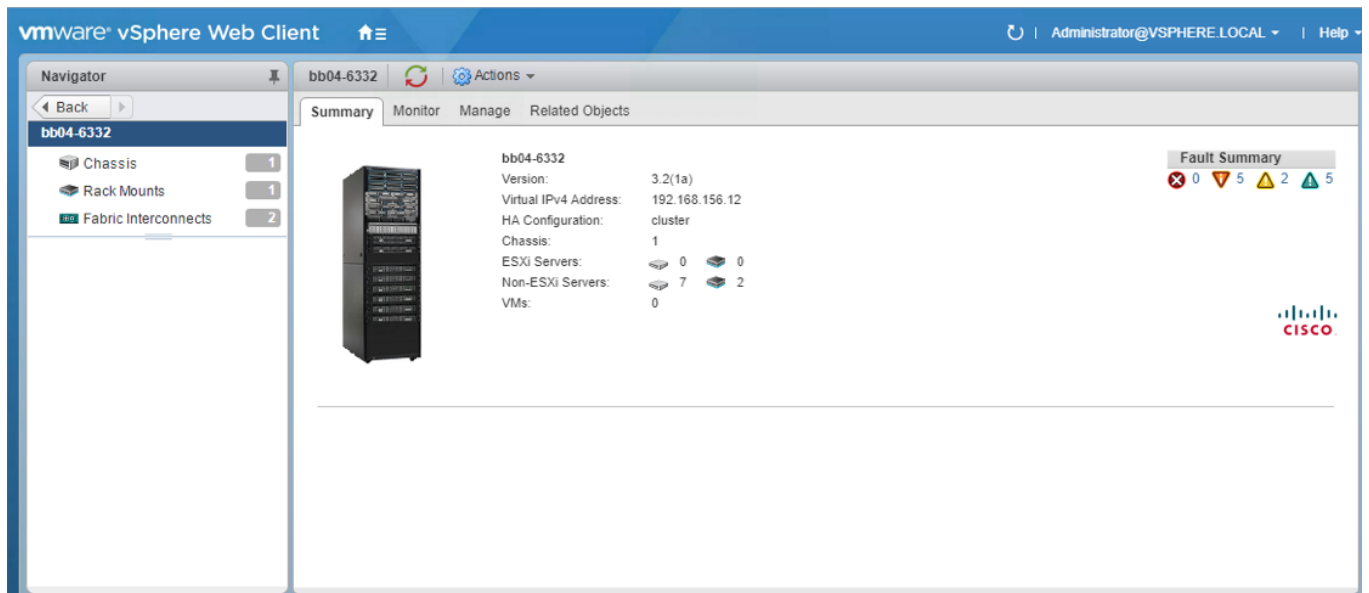 vmware® vSphere Web Client
Administrator@VSPHERE.LOCAL | Help
Navigator
Back
bb04-6332
Chassis 1
Rack Mounts 1
Fabric Interconnects 2
bb04-6332 Actions
Summary Monitor Manage Related Objects
bb04-6332
Version: 3.2(1a)
Virtual IPv4 Address: 192.168.156.12
HA Configuration: cluster
Chassis: 1
ESXi Servers: 0 0
Non-ESXi Servers: 7 2
VMs: 0
Fault Summary
0 5 2 5
CISCO